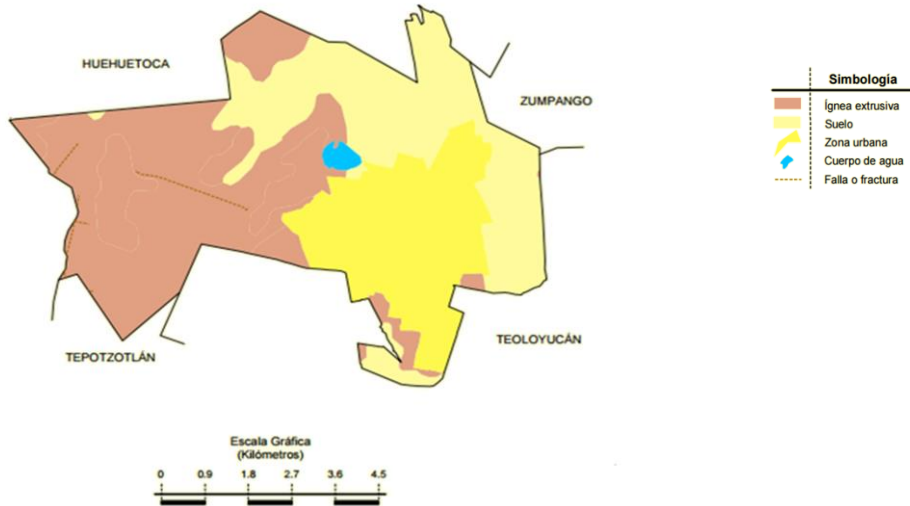 HUEHUETOCA
ZUMPANGO
TEPOTZOTLÁN
TEOLOYUCÁN
Simbología
Ígnea extrusiva
Suelo
Zona urbana
Cuerpo de agua
Falla o fractura
Escala Gráfica
(Kilómetros)
0 0.9 1.8 2.7 3.6 4.5